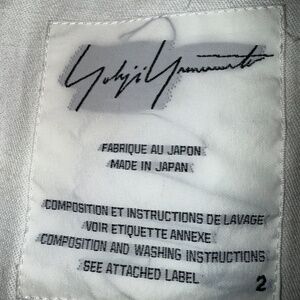 Yohji Yamamoto
FABRIQUE AU JAPON
MADE IN JAPAN
COMPOSITION ET INSTRUCTIONS DE LAVAGE
VOIR ETIQUETTE ANNEXE
COMPOSITION AND WASHING INSTRUCTIONS
SEE ATTACHED LABEL
2